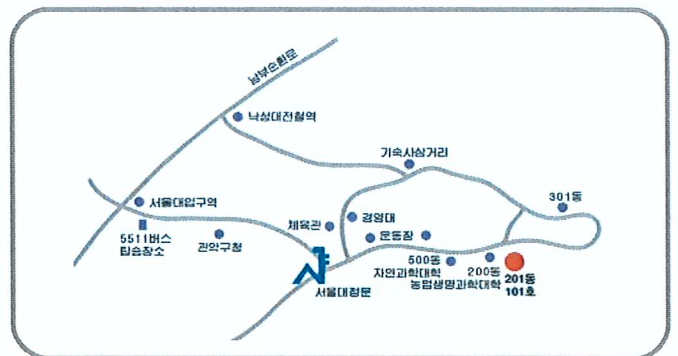 남부순환로
낙성대전철역
기숙사삼거리
301동
서울대입구역
경영대
체육관
5511버스
탑승장소
관악구청
운동장
500동
자연과학대학
200동
농업생명과학대학
201동
101호
서울대정문